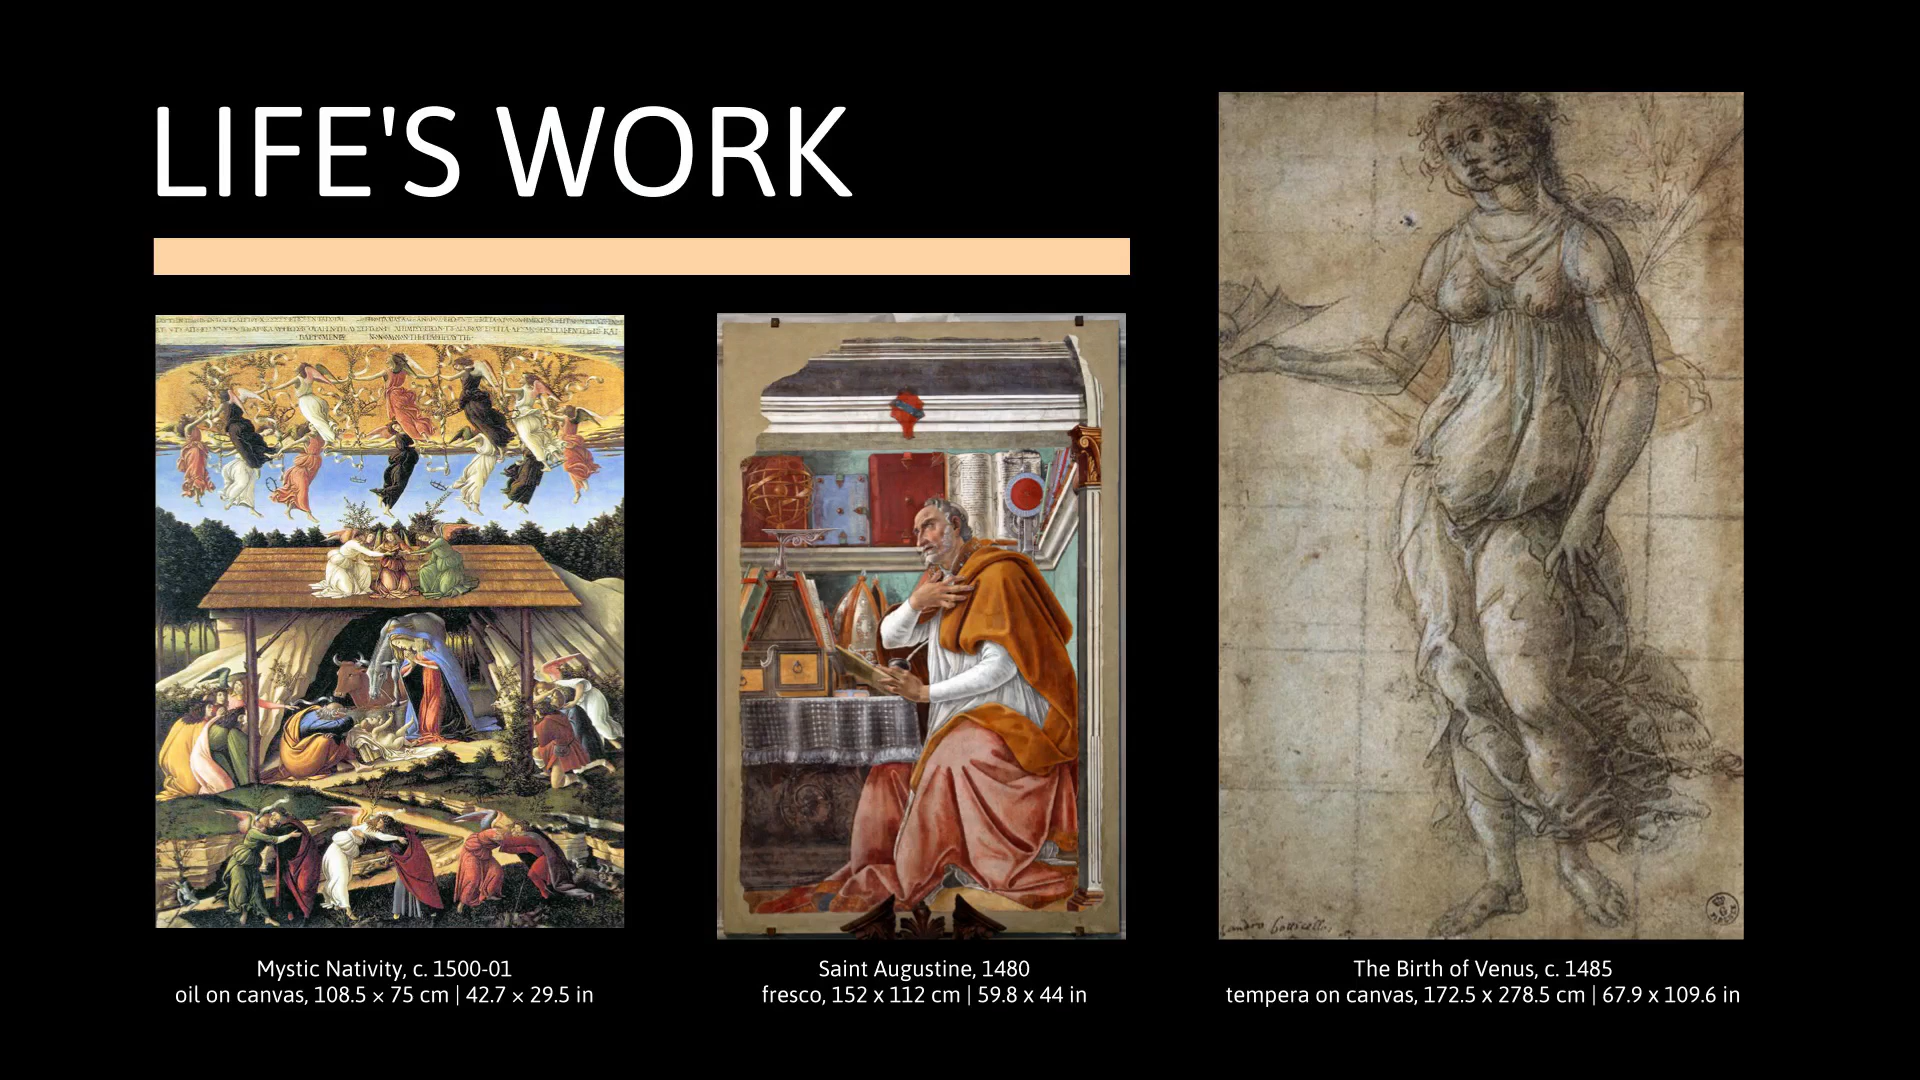 LIFE'S WORK
Mystic Nativity, c. 1500-01
oil on canvas, 108.5 × 75 cm | 42.7 × 29.5 in
Saint Augustine, 1480
fresco, 152 x 112 cm | 59.8 x 44 in
The Birth of Venus, c. 1485
tempera on canvas, 172.5 x 278.5 cm | 67.9 x 109.6 in